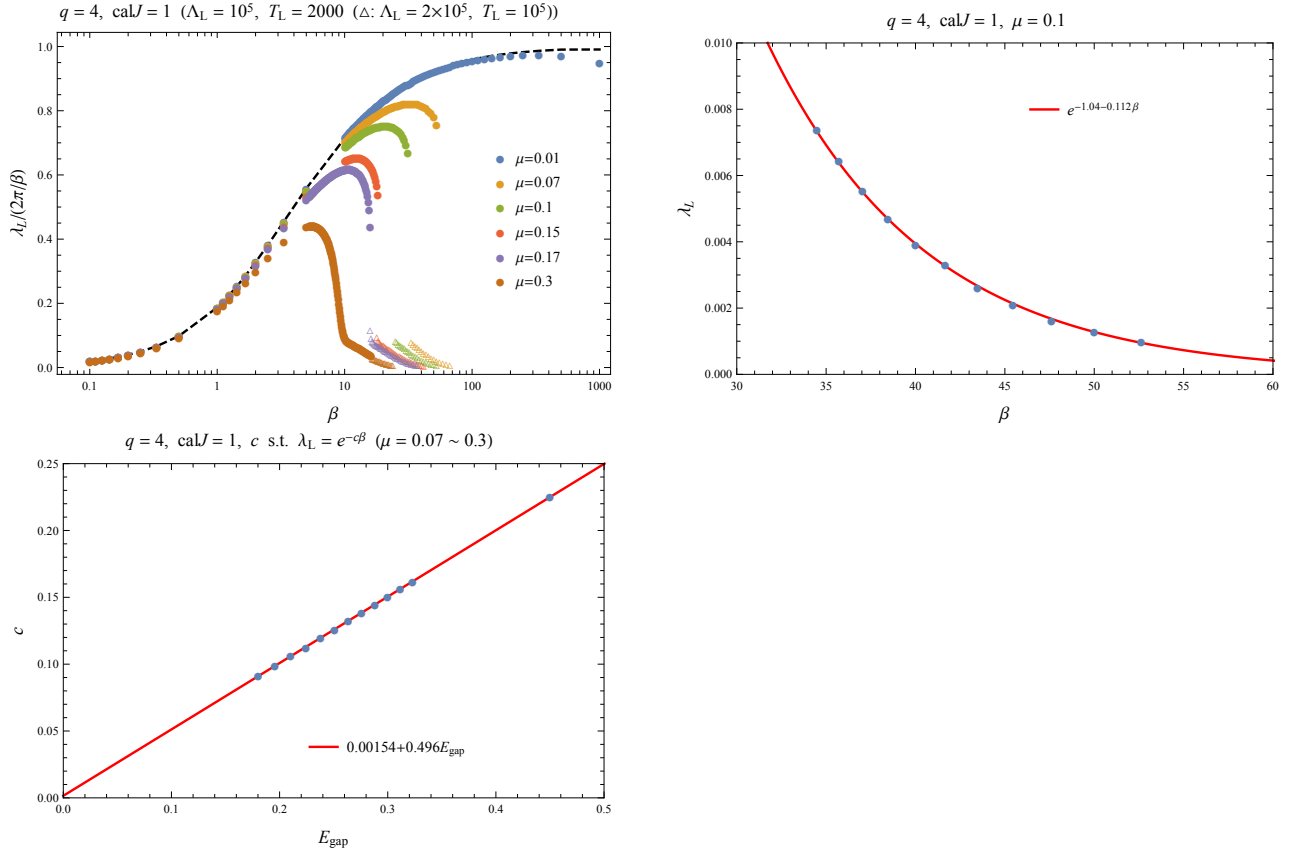 q = 4, calJ = 1 (Λ_L = 10^5, T_L = 2000 (△: Λ_L = 2×10^5, T_L = 10^5))
1.0
0.8
0.6
0.4
0.2
0.0
λ_L/(2π/β)
μ=0.01
μ=0.07
μ=0.1
μ=0.15
μ=0.17
μ=0.3
0.1 1 10 100 1000
β
q = 4, calJ = 1, μ = 0.1
0.010
0.008
0.006
0.004
0.002
0.000
λ_L
e^{-1.04-0.112β}
30 35 40 45 50 55 60
β
q = 4, calJ = 1, c s.t. λ_L = e^{-cβ} (μ = 0.07 ~ 0.3)
0.25
0.20
0.15
0.10
0.05
0.00
c
0.00154+0.496E_gap
0.0 0.1 0.2 0.3 0.4 0.5
E_gap